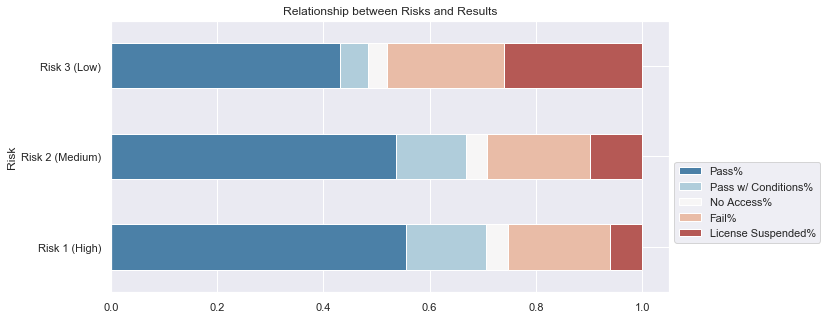 Relationship between Risks and Results
Risk
Risk 3 (Low)
Risk 2 (Medium)
Risk 1 (High)
0.0
0.2
0.4
0.6
0.8
1.0
Pass%
Pass w/ Conditions%
No Access%
Fail%
License Suspended%